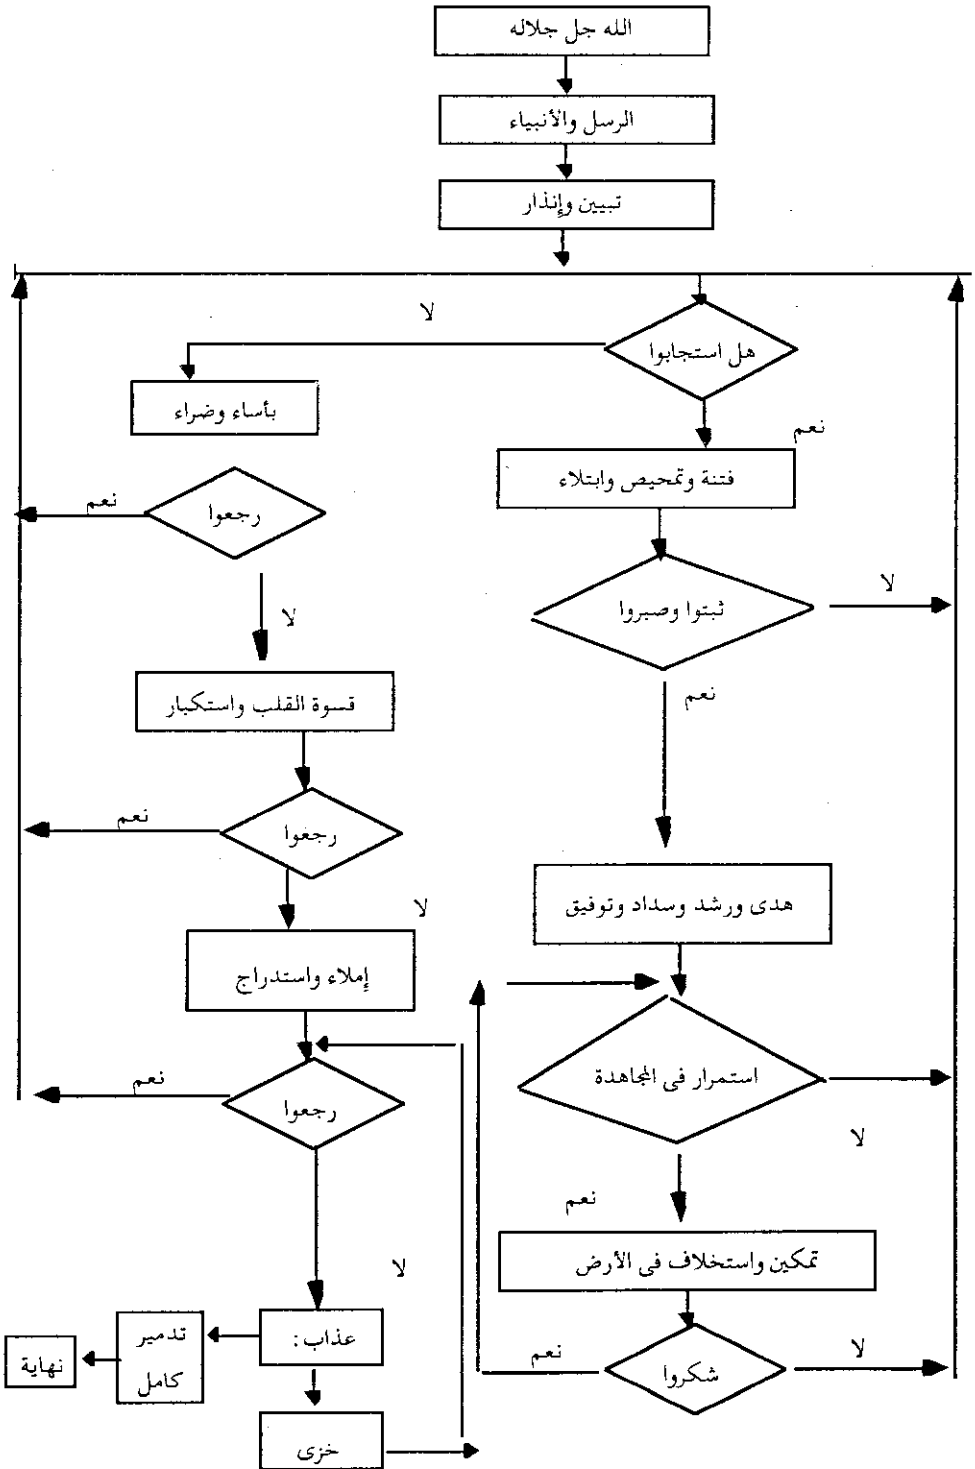 الله جل جلاله
الرسل والأنبياء
تبيين وإنذار
لا
هل استجابوا
بأساء وضراء
نعم
فتنة وتمحيص وابتلاء
نعم
رجعوا
لا
ثبتوا وصبروا
لا
نعم
قسوة القلب واستكبار
نعم
رجعوا
لا
هدى ورشد وسداد وتوفيق
إملاء واستدراج
استمرار فى المجاهدة
نعم
رجعوا
لا
نعم
تمكين واستخلاف فى الأرض
لا
عذاب:
تدمير
كامل
نهاية
نعم
شكروا
لا
خزى